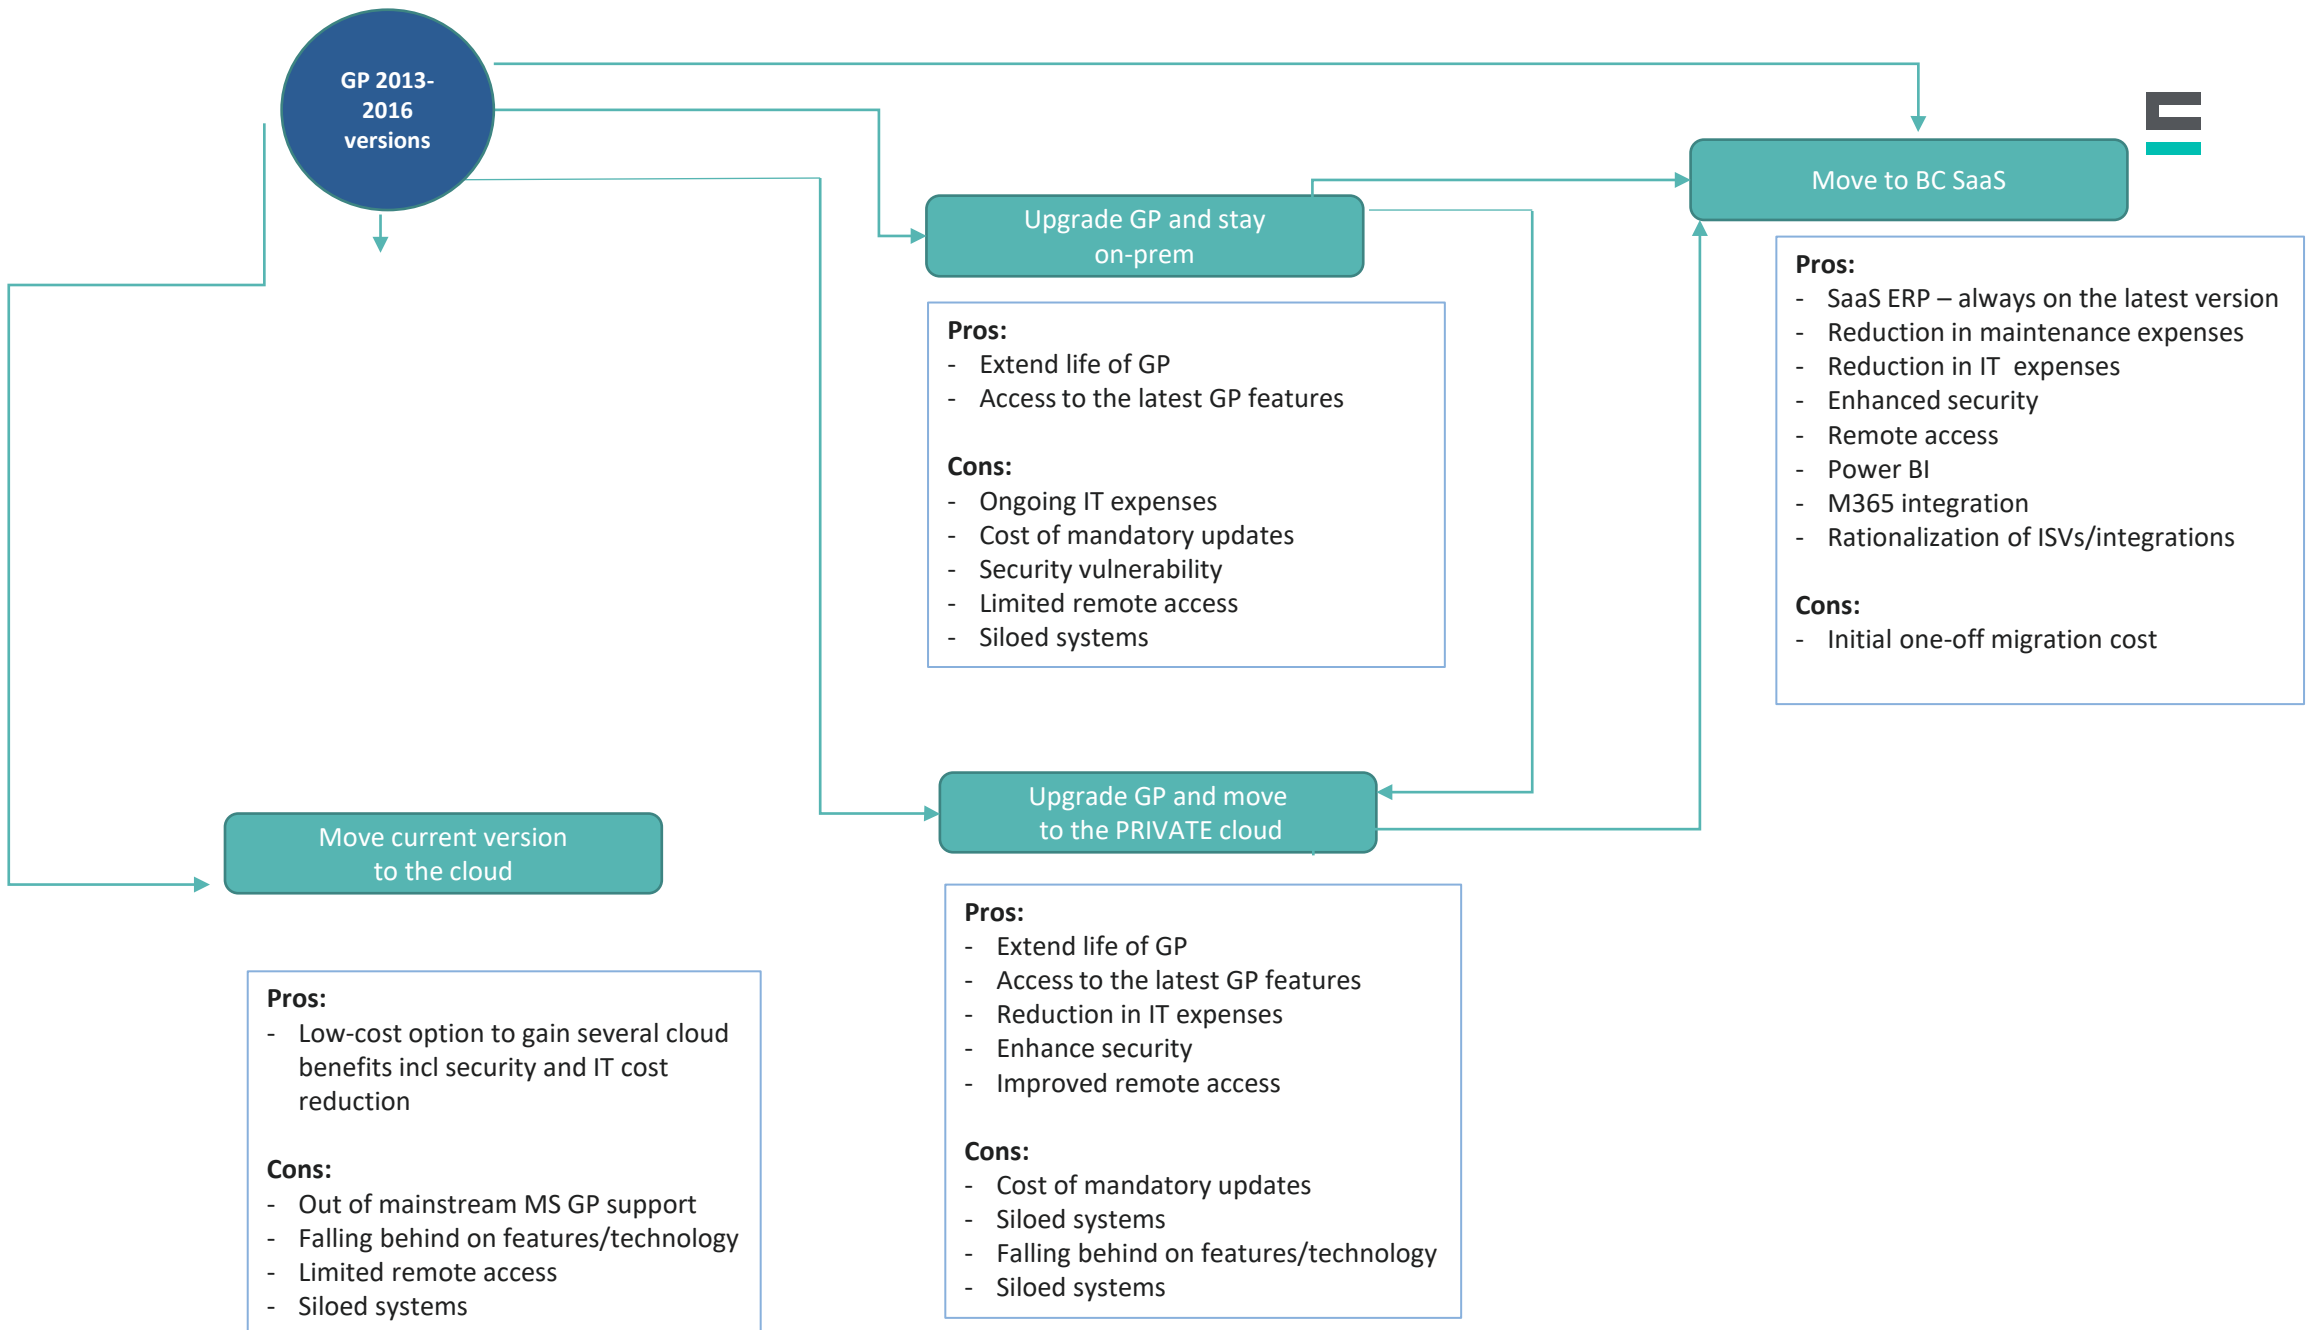 GP 2013-
2016
versions
Upgrade GP and stay
on-prem
Pros:
- Extend life of GP
- Access to the latest GP features
Cons:
- Ongoing IT expenses
- Cost of mandatory updates
- Security vulnerability
- Limited remote access
- Siloed systems
Move to BC SaaS
Pros:
- SaaS ERP – always on the latest version
- Reduction in maintenance expenses
- Reduction in IT  expenses
- Enhanced security
- Remote access
- Power BI
- M365 integration
- Rationalization of ISVs/integrations
Cons:
- Initial one-off migration cost
Move current version
to the cloud
Pros:
- Low-cost option to gain several cloud
benefits incl security and IT cost
reduction
Cons:
- Out of mainstream MS GP support
- Falling behind on features/technology
- Limited remote access
- Siloed systems
Upgrade GP and move
to the PRIVATE cloud
Pros:
- Extend life of GP
- Access to the latest GP features
- Reduction in IT expenses
- Enhance security
- Improved remote access
Cons:
- Cost of mandatory updates
- Siloed systems
- Falling behind on features/technology
- Siloed systems